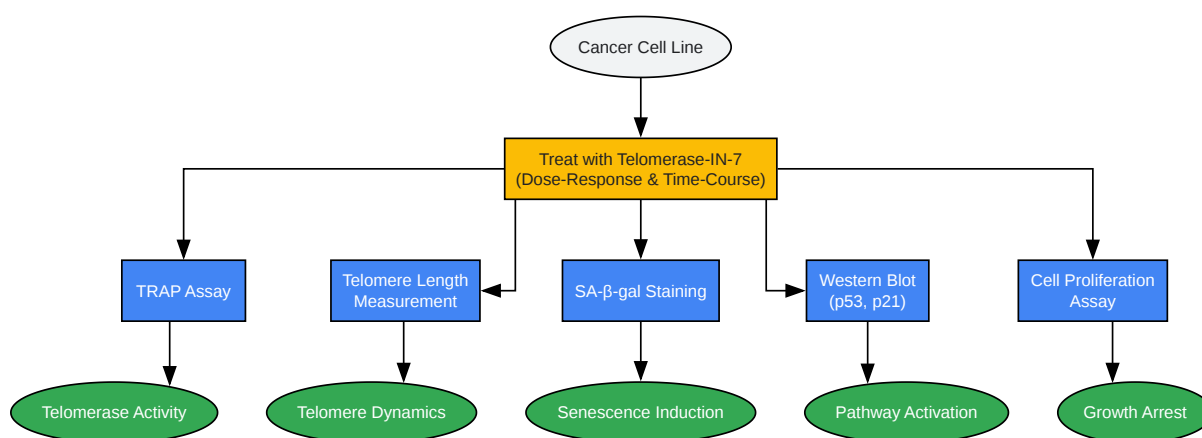 Cancer Cell Line
Treat with Telomerase-IN-7
(Dose-Response & Time-Course)
TRAP Assay
Telomere Length
Measurement
SA-β-gal Staining
Western Blot
(p53, p21)
Cell Proliferation
Assay
Telomerase Activity
Telomere Dynamics
Senescence Induction
Pathway Activation
Growth Arrest